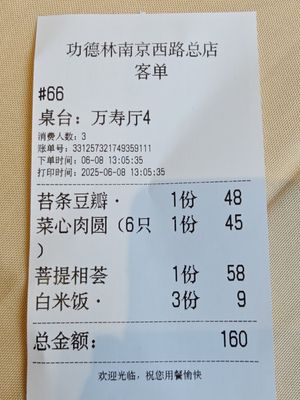 功德林南京西路总店
客单
#66
桌台：万寿厅4
消费人数：3
账单号：331257321749359111
下单时间：06-08 13:05:35
打印时间：2025-06-08 13:05:35
苔条豆瓣· 1份 48
菜心肉圆（6只 1份 45
）
菩提相荟 1份 58
白米饭· 3份 9
总金额： 160
欢迎光临，祝您用餐愉快